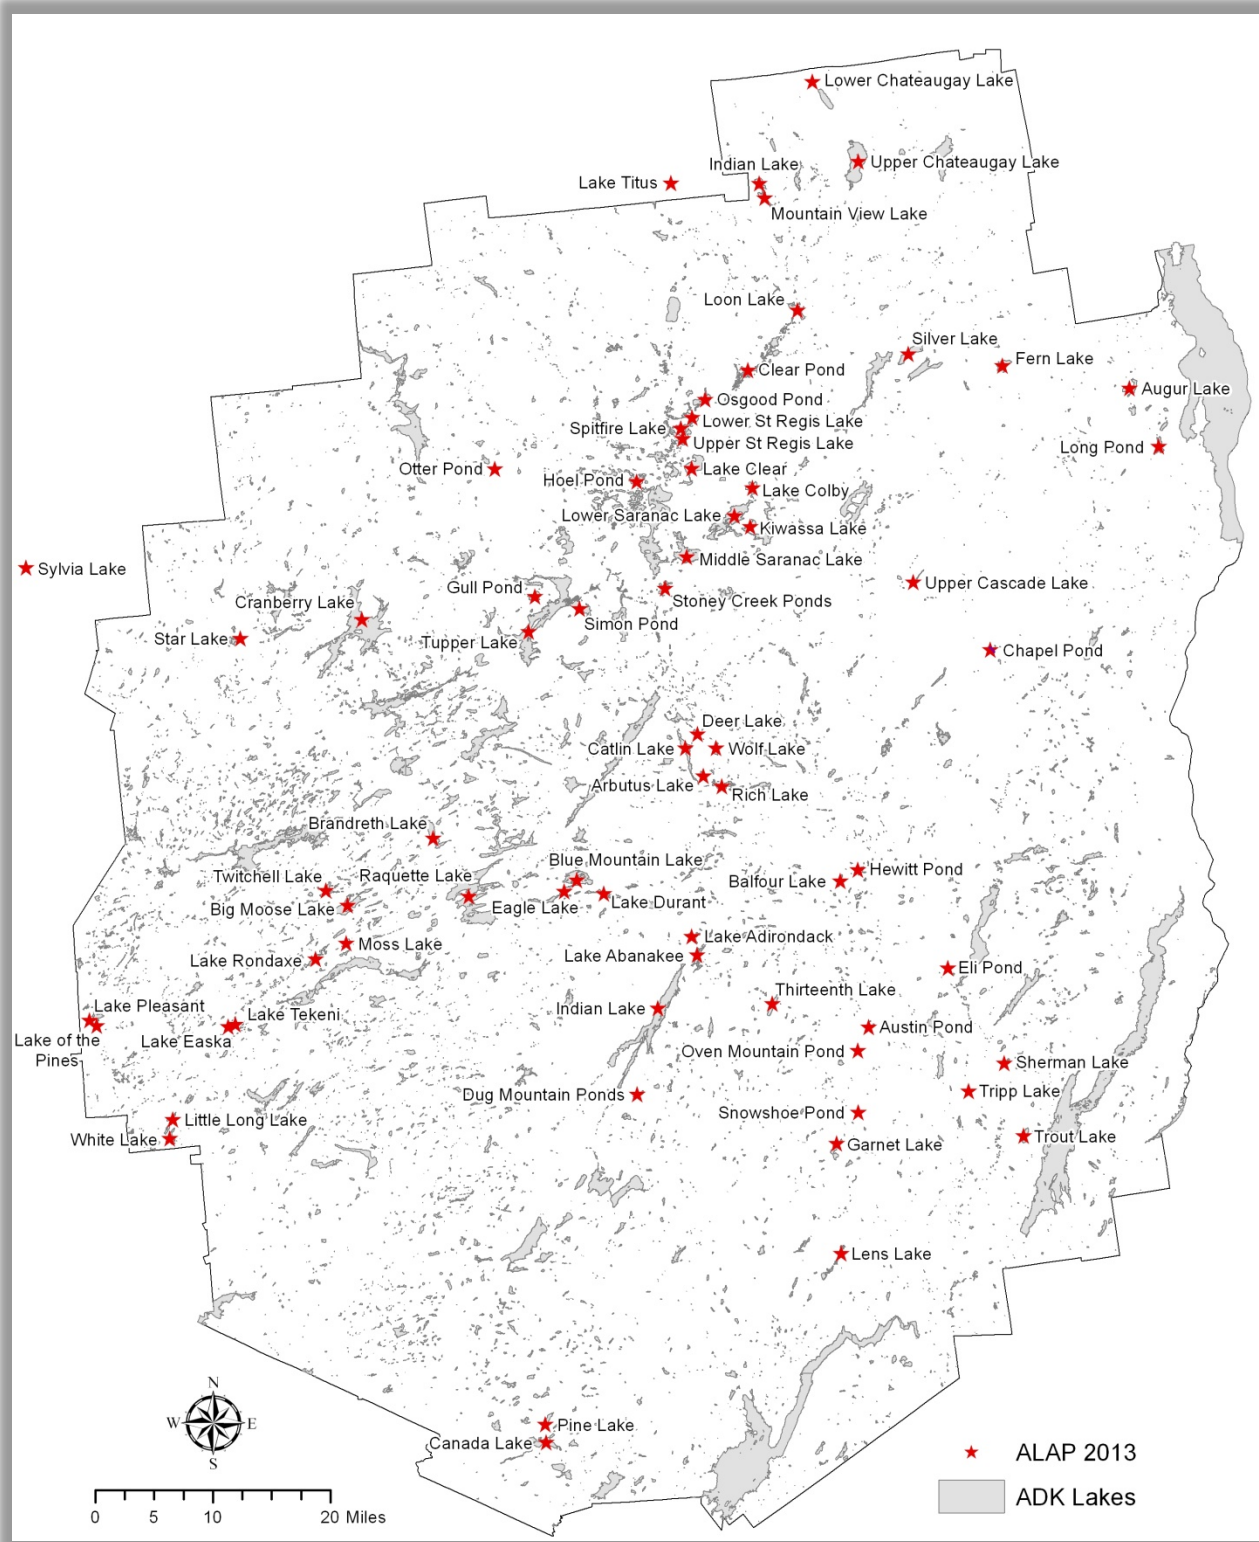 Lower Chateaugay Lake
Upper Chateaugay Lake
Indian Lake
Lake Titus
Mountain View Lake
Loon Lake
Silver Lake
Fern Lake
Clear Pond
Augur Lake
Osgood Pond
Lower St Regis Lake
Spitfire Lake
Upper St Regis Lake
Long Pond
Otter Pond
Lake Clear
Hoel Pond
Lake Colby
Lower Saranac Lake
Kiwassa Lake
Middle Saranac Lake
Sylvia Lake
Upper Cascade Lake
Gull Pond
Stoney Creek Ponds
Cranberry Lake
Simon Pond
Star Lake
Tupper Lake
Chapel Pond
Deer Lake
Catlin Lake
Wolf Lake
Arbutus Lake
Rich Lake
Brandreth Lake
Blue Mountain Lake
Hewitt Pond
Twitchell Lake
Raquette Lake
Balfour Lake
Big Moose Lake
Eagle Lake
Lake Durant
Lake Adirondack
Moss Lake
Lake Abanakee
Lake Rondaxe
Eli Pond
Thirteenth Lake
Lake Pleasant
Indian Lake
Lake Tekeni
Austin Pond
Lake of the
Pines
Lake Easka
Oven Mountain Pond
Sherman Lake
Dug Mountain Ponds
Tripp Lake
Snowshoe Pond
Little Long Lake
White Lake
Trout Lake
Garnet Lake
Lens Lake
N
W E
S
Pine Lake
Canada Lake
ALAP 2013
ADK Lakes
0 5 10 20 Miles